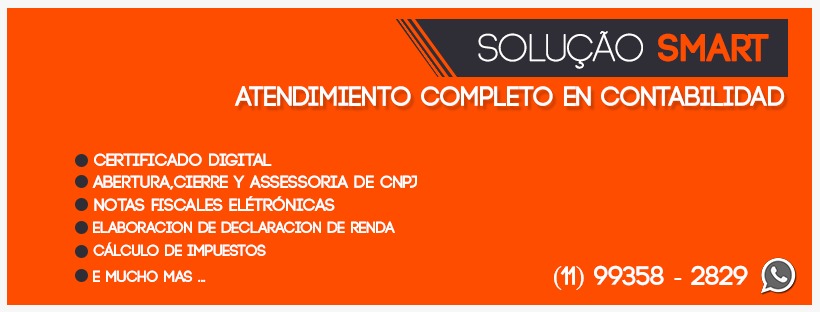 SOLUÇÃO SMART
ATENDIMIENTO COMPLETO EN CONTABILIDAD
CERTIFICADO DIGITAL
ABERTURA,CIERRE Y ASSESSORIA DE CNPJ
NOTAS FISCALES ELÉTRÓNICAS
ELABORACION DE DECLARACION DE RENDA
CÁLCULO DE IMPUESTOS
E MUCHO MAS ...
(11) 99358 - 2829